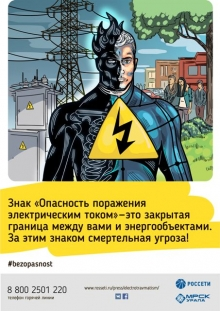 Знак «Опасность поражения
электрическим током» – это закрытая
граница между вами и энергообъектами.
За этим знаком смертельная угроза!
#bezopasnost
8 800 2501 220
телефон горячей линии
РОССЕТИ
МРСК
УРАЛА